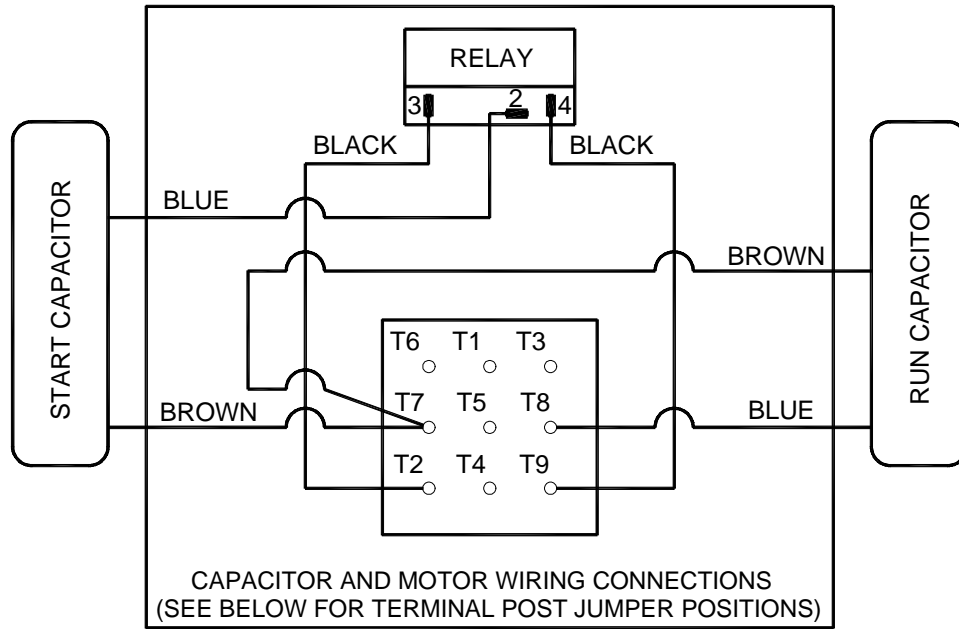 RELAY
3 2 4
BLACK BLACK
BLUE
BROWN
START CAPACITOR
RUN CAPACITOR
T6 T1 T3
T7 T5 T8
BROWN
BLUE
T2 T4 T9
CAPACITOR AND MOTOR WIRING CONNECTIONS
(SEE BELOW FOR TERMINAL POST JUMPER POSITIONS)